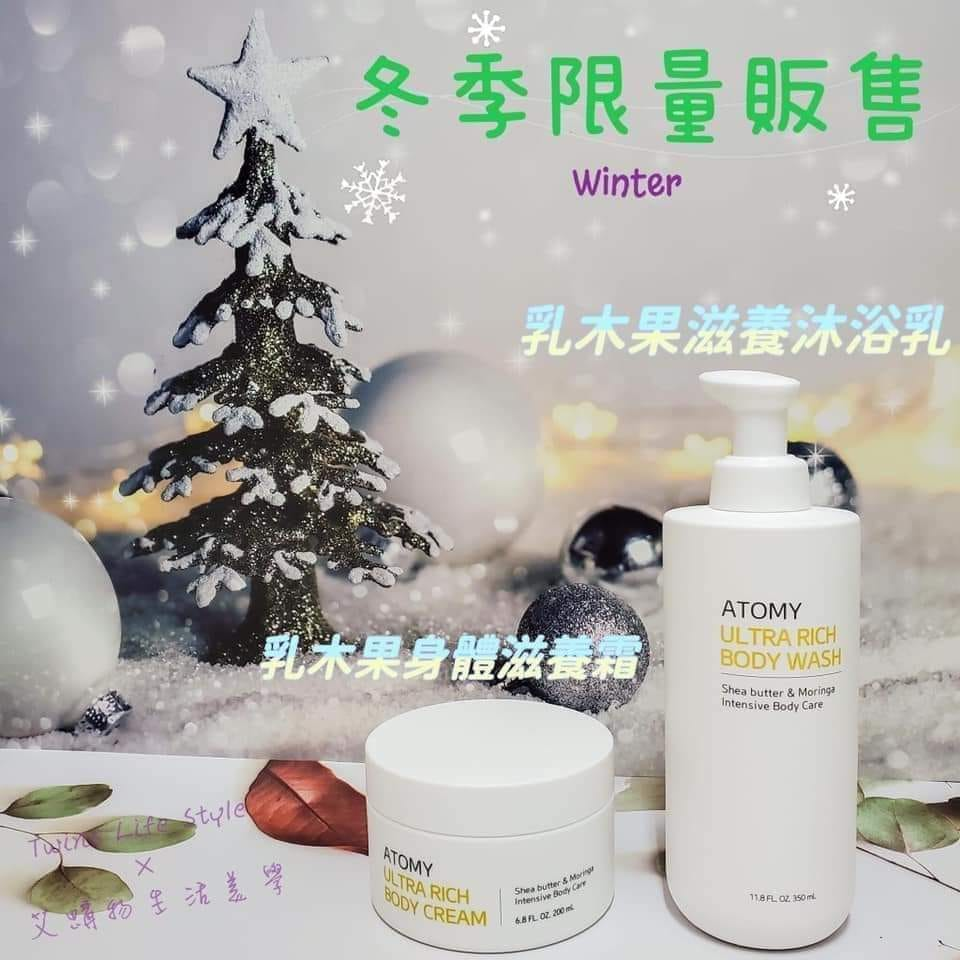 冬季限量販售
Winter
乳木果滋養沐浴乳
乳木果身體滋養霜
ATOMY
ULTRA RICH
BODY WASH
Shea butter & Moringa
Intensive Body Care
11.8 FL. OZ. 350 mL
ATOMY
ULTRA RICH
BODY CREAM
Shea butter & Moringa
Intensive Body Care
6.8 FL. OZ. 200 mL
Twins Life Style
×
艾購物生活美學